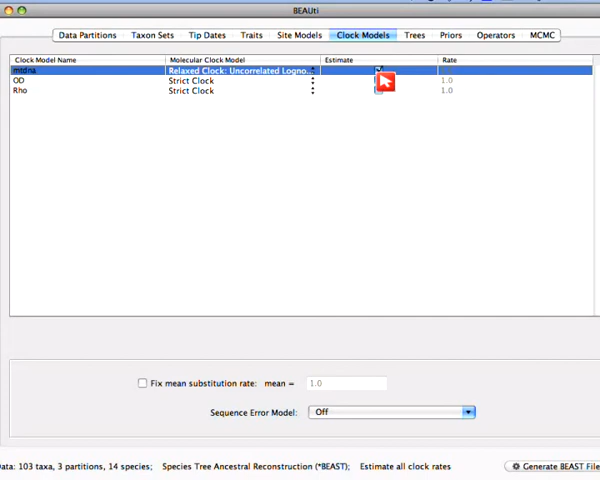 BEAUti
Data Partitions Taxon Sets Tip Dates Traits Site Models Clock Models Trees Priors Operators MCMC
Clock Model Name Molecular Clock Model Estimate Rate
mtdna Relaxed Clock: Uncorrelated Logno...
OD Strict Clock 1.0
Rho Strict Clock 1.0
Fix mean substitution rate: mean = 1.0
Sequence Error Model: Off
Data: 103 taxa, 3 partitions, 14 species; Species Tree Ancestral Reconstruction (*BEAST); Estimate all clock rates Generate BEAST File